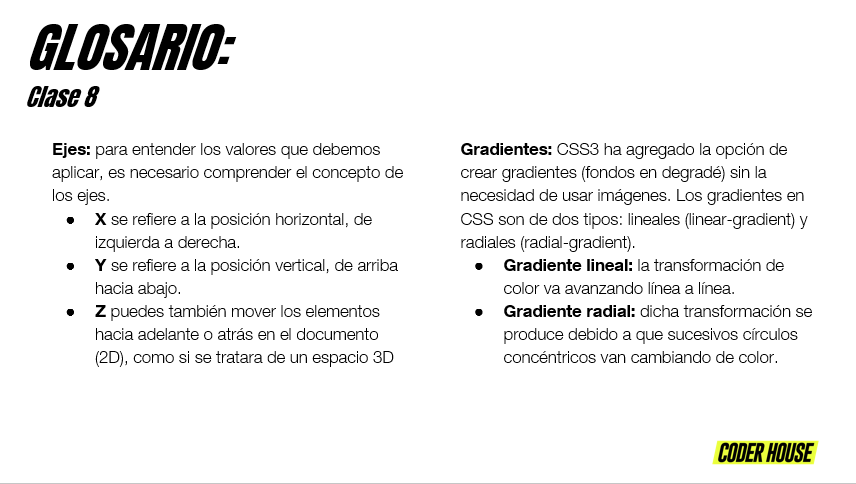 GLOSARIO:
Clase 8
Ejes: para entender los valores que debemos
aplicar, es necesario comprender el concepto de
los ejes.
● X se refiere a la posición horizontal, de
izquierda a derecha.
● Y se refiere a la posición vertical, de arriba
hacia abajo.
● Z puedes también mover los elementos
hacia adelante o atrás en el documento
(2D), como si se tratara de un espacio 3D
Gradientes: CSS3 ha agregado la opción de
crear gradientes (fondos en degradé) sin la
necesidad de usar imágenes. Los gradientes en
CSS son de dos tipos: lineales (linear-gradient) y
radiales (radial-gradient).
● Gradiente lineal: la transformación de
color va avanzando línea a línea.
● Gradiente radial: dicha transformación se
produce debido a que sucesivos círculos
concéntricos van cambiando de color.
CODER HOUSE